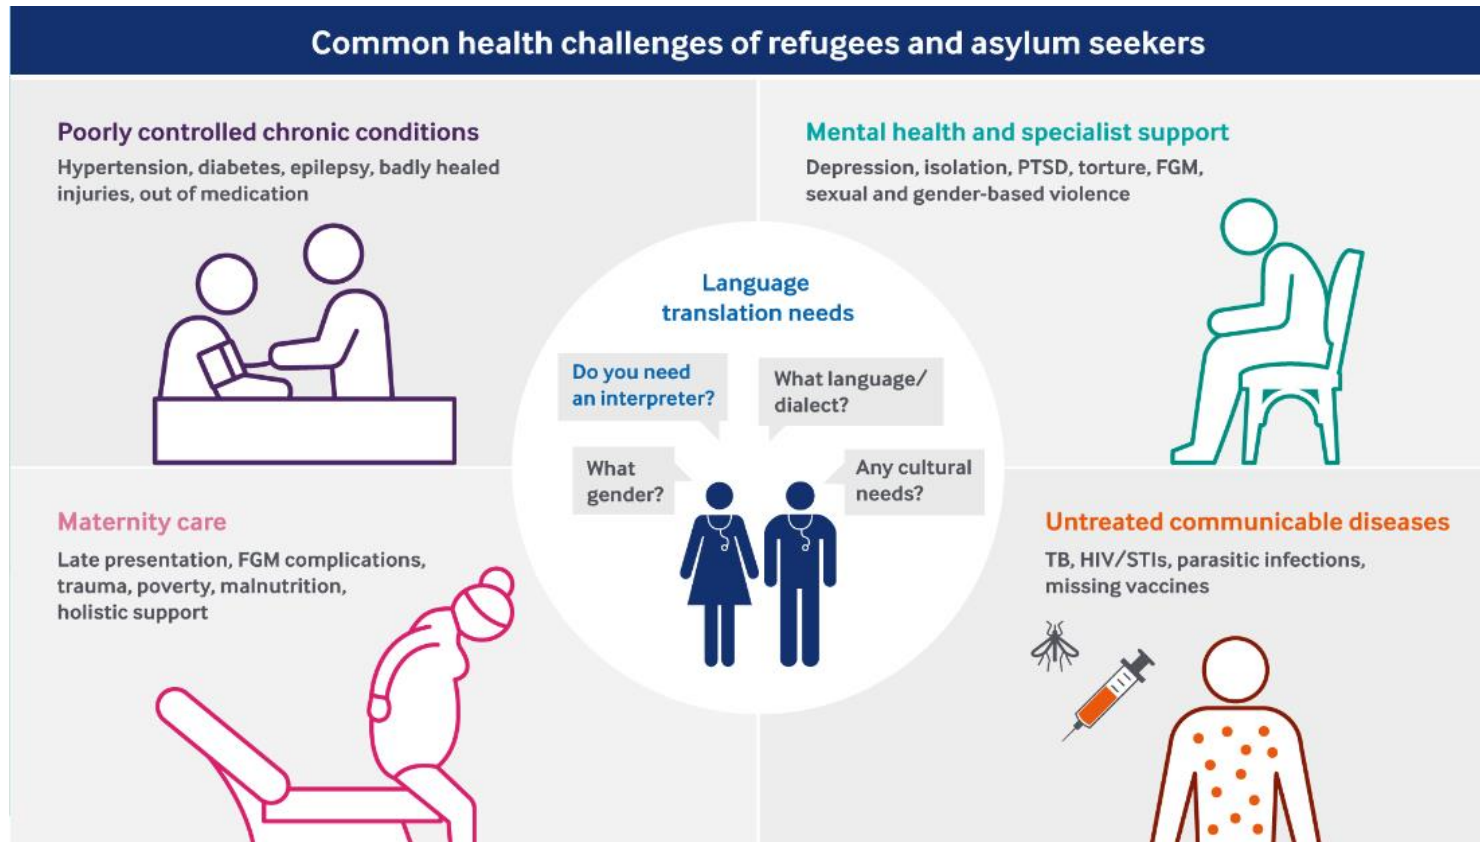 Common health challenges of refugees and asylum seekers
Poorly controlled chronic conditions
Hypertension, diabetes, epilepsy, badly healed
injuries, out of medication
Mental health and specialist support
Depression, isolation, PTSD, torture, FGM,
sexual and gender-based violence
Language
translation needs
Do you need
an interpreter?
What language/
dialect?
What
gender?
Any cultural
needs?
Maternity care
Late presentation, FGM complications,
trauma, poverty, malnutrition,
holistic support
Untreated communicable diseases
TB, HIV/STIs, parasitic infections,
missing vaccines